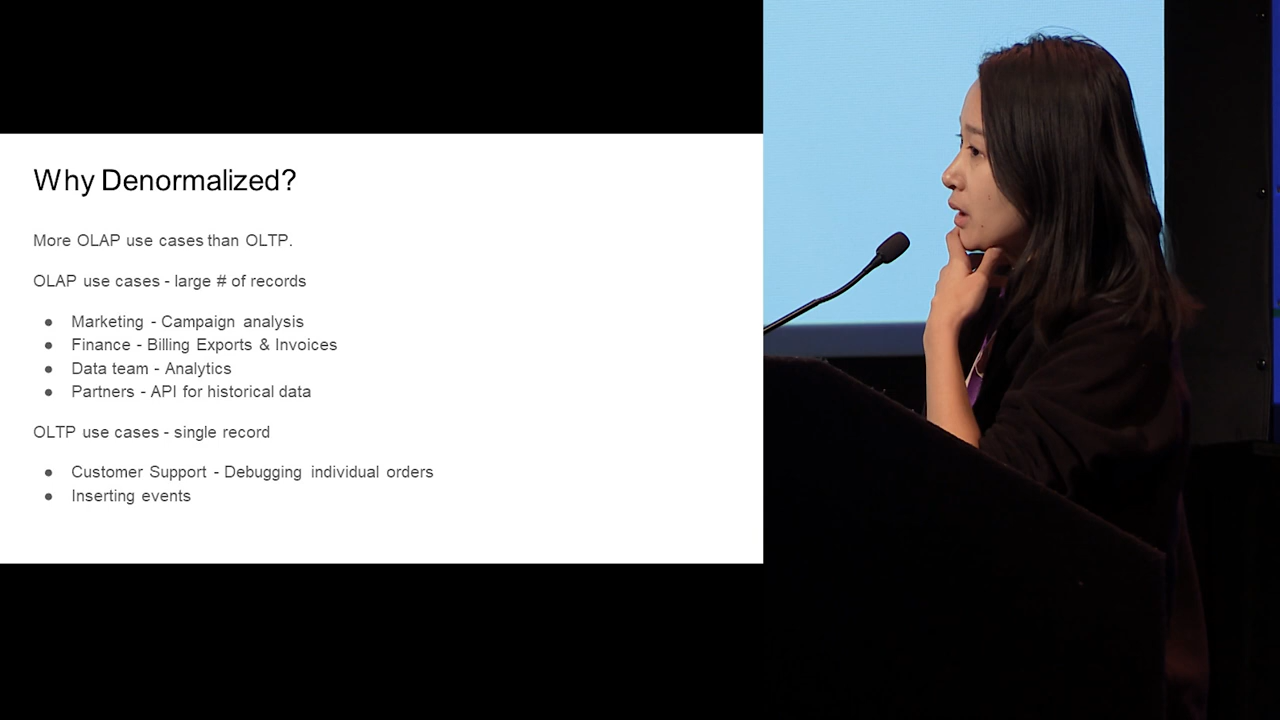 Why Denormalized?
More OLAP use cases than OLTP.
OLAP use cases - large # of records
● Marketing - Campaign analysis
● Finance - Billing Exports & Invoices
● Data team - Analytics
● Partners - API for historical data
OLTP use cases - single record
● Customer Support - Debugging individual orders
● Inserting events